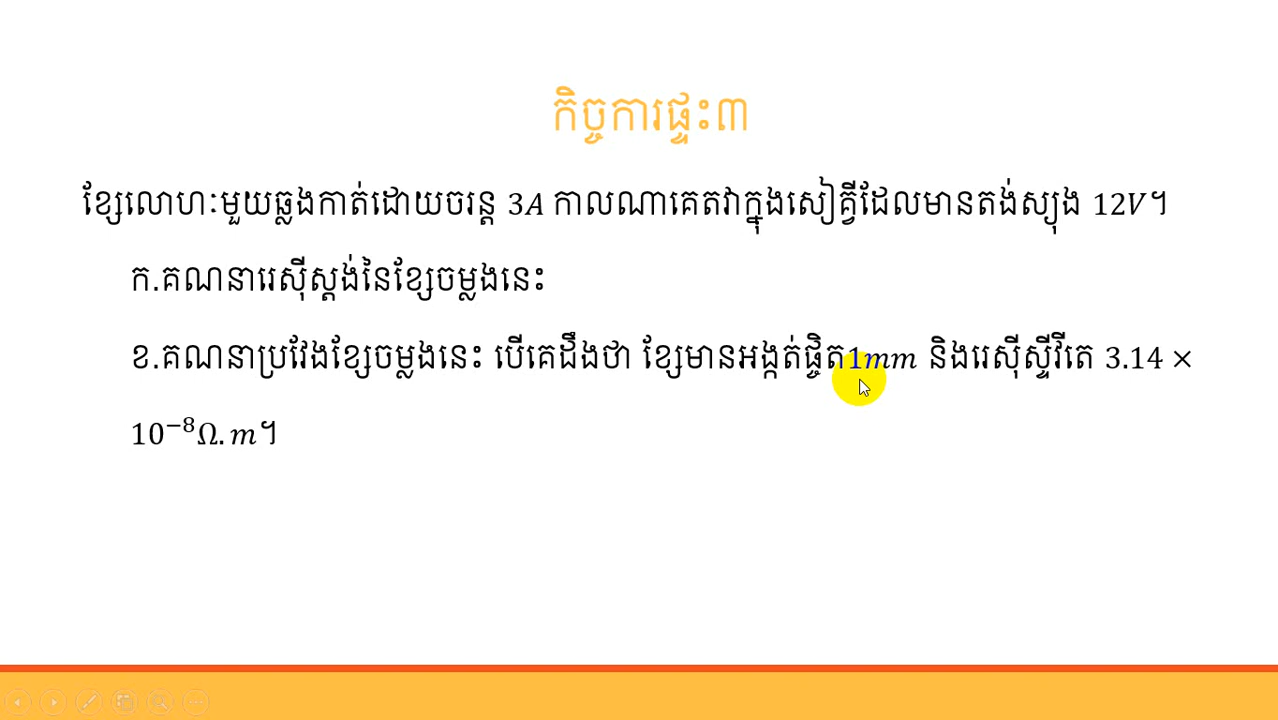 កិច្ចការផ្ទះ៣
ខ្សែលោហៈមួយឆ្លងកាត់ដោយចរន្ត 3A កាលណាគេតវាក្នុងសៀគ្វីដែលមានតង់ស្យុង 12V។
ក.គណនារេស៊ីស្តង់នៃខ្សែចម្លងនេះ
ខ.គណនាប្រវែងខ្សែចម្លងនេះ បើគេដឹងថា ខ្សែមានអង្កត់ផ្ចិត1mm និងរេស៊ីស្ទីវីតេ 3.14 ×
10⁻⁸Ω.m។